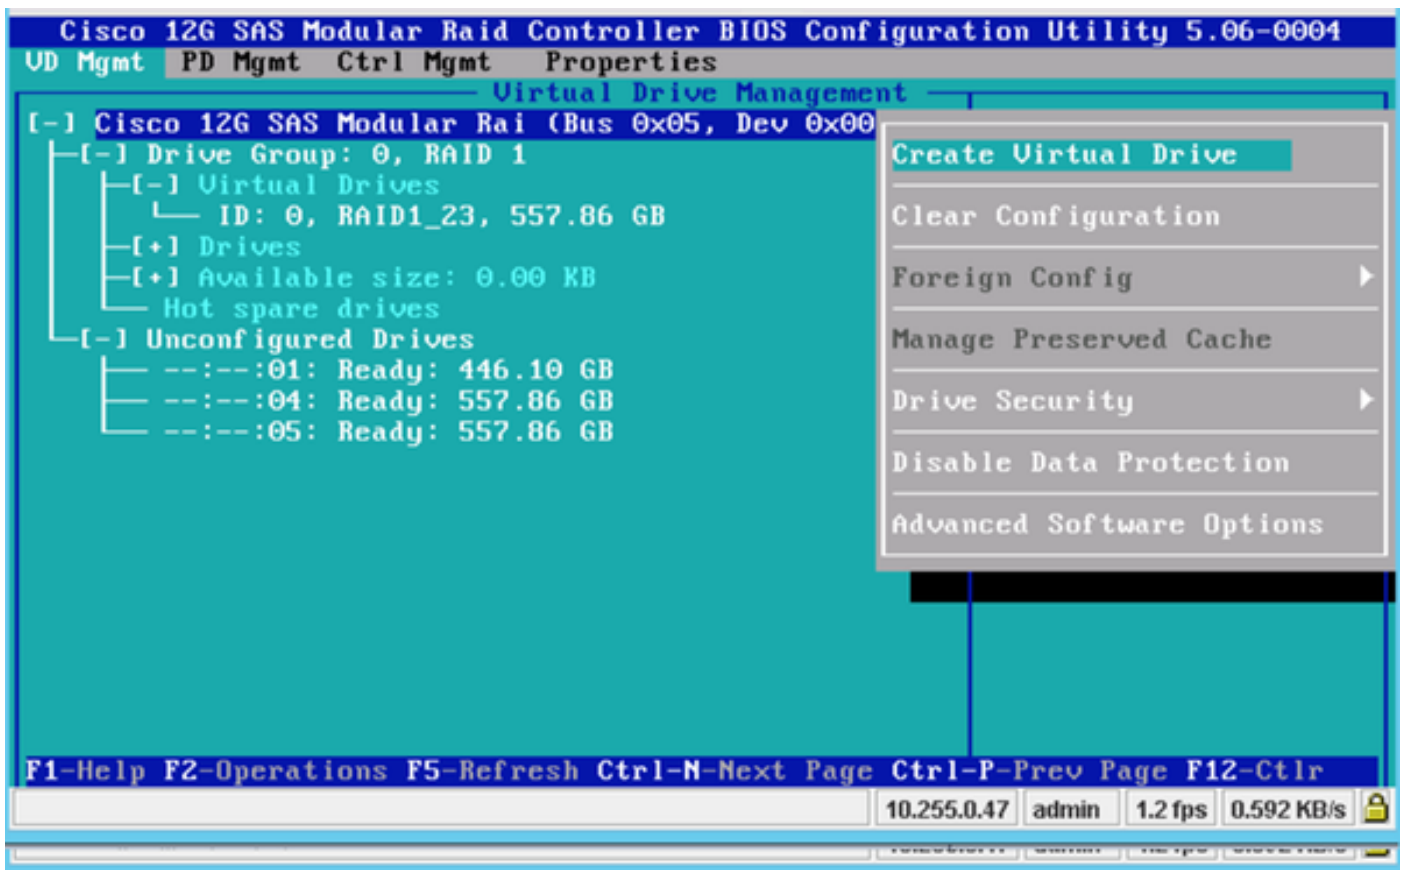 Cisco 12G SAS Modular Raid Controller BIOS Configuration Utility 5.06-0004
VD Mgmt PD Mgmt Ctrl Mgmt Properties
Virtual Drive Management
[-] Cisco 12G SAS Modular Rai (Bus 0x05, Dev 0x00
[-] Drive Group: 0, RAID 1
[-] Virtual Drives
ID: 0, RAID1_23, 557.86 GB
[+] Drives
[+] Available size: 0.00 KB
Hot spare drives
[-] Unconfigured Drives
--:--:01: Ready: 446.10 GB
--:--:04: Ready: 557.86 GB
--:--:05: Ready: 557.86 GB
Create Virtual Drive
Clear Configuration
Foreign Config
Manage Preserved Cache
Drive Security
Disable Data Protection
Advanced Software Options
F1-Help F2-Operations F5-Refresh Ctrl-N-Next Page Ctrl-P-Prev Page F12-Ctlr
10.255.0.47 admin 1.2 fps 0.592 KB/s